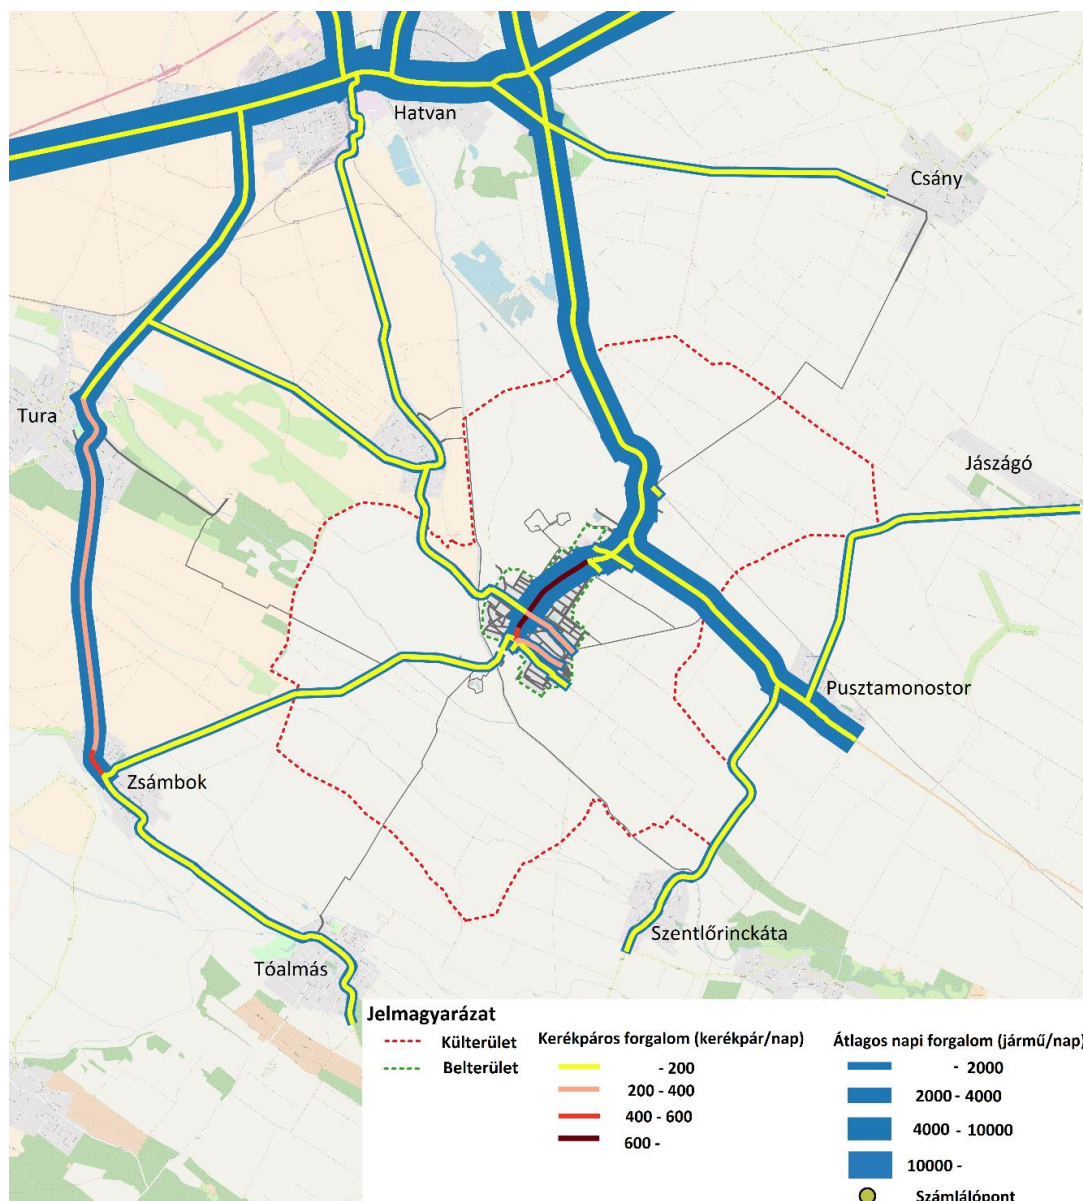 Hatvan
Csány
Tura
Jászágó
Pusztamonostor
Zsámbok
Szentlőrinckáta
Tóalmás
Jelmagyarázat
Külterület
Belterület
Kerékpáros forgalom (kerékpár/nap)
- 200
200 - 400
400 - 600
600 -
Átlagos napi forgalom (jármű/nap)
- 2000
2000 - 4000
4000 - 10000
10000 -
Számlálópont